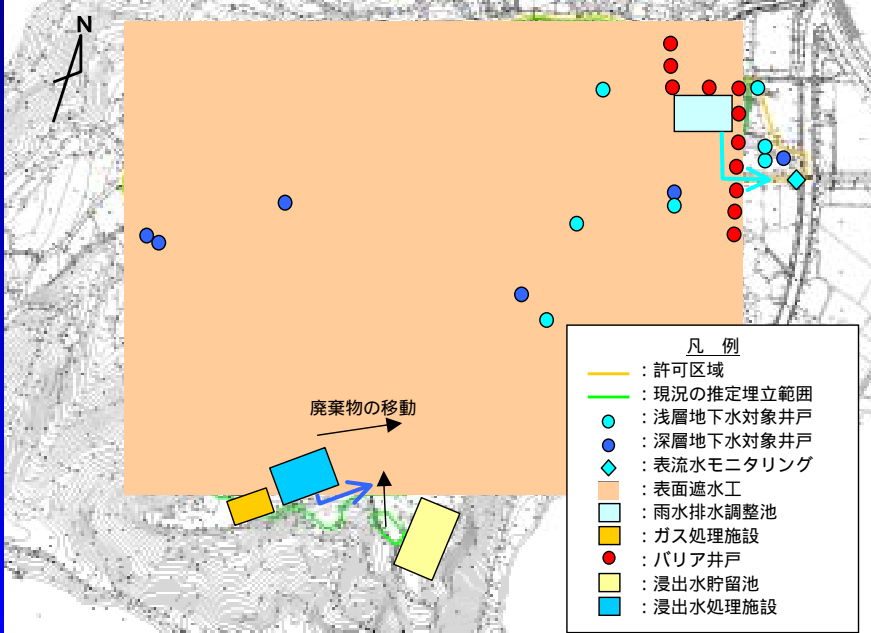 N
廃棄物の移動
凡 例
:許可区域
:現況の推定埋立範囲
:浅層地下水対象井戸
:深層地下水対象井戸
:表流水モニタリング
:表面遮水工
:雨水排水調整池
:ガス処理施設
:バリア井戸
:浸出水貯留池
:浸出水処理施設